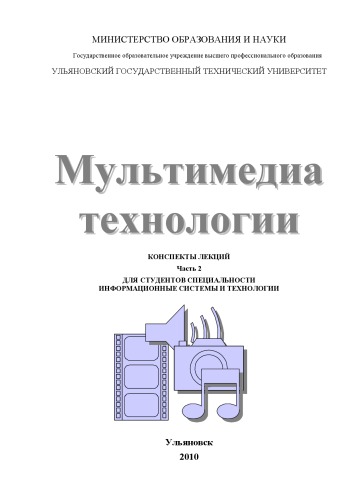 МИНИСТЕРСТВО ОБРАЗОВАНИЯ И НАУКИ
Государственное образовательное учреждение высшего профессионального образования
УЛЬЯНОВСКИЙ ГОСУДАРСТВЕННЫЙ ТЕХНИЧЕСКИЙ УНИВЕРСИТЕТ
Мультимедиа
технологии
КОНСПЕКТЫ ЛЕКЦИЙ
Часть 2
ДЛЯ СТУДЕНТОВ СПЕЦИАЛЬНОСТИ
ИНФОРМАЦИОННЫЕ СИСТЕМЫ И ТЕХНОЛОГИИ
Ульяновск
2010